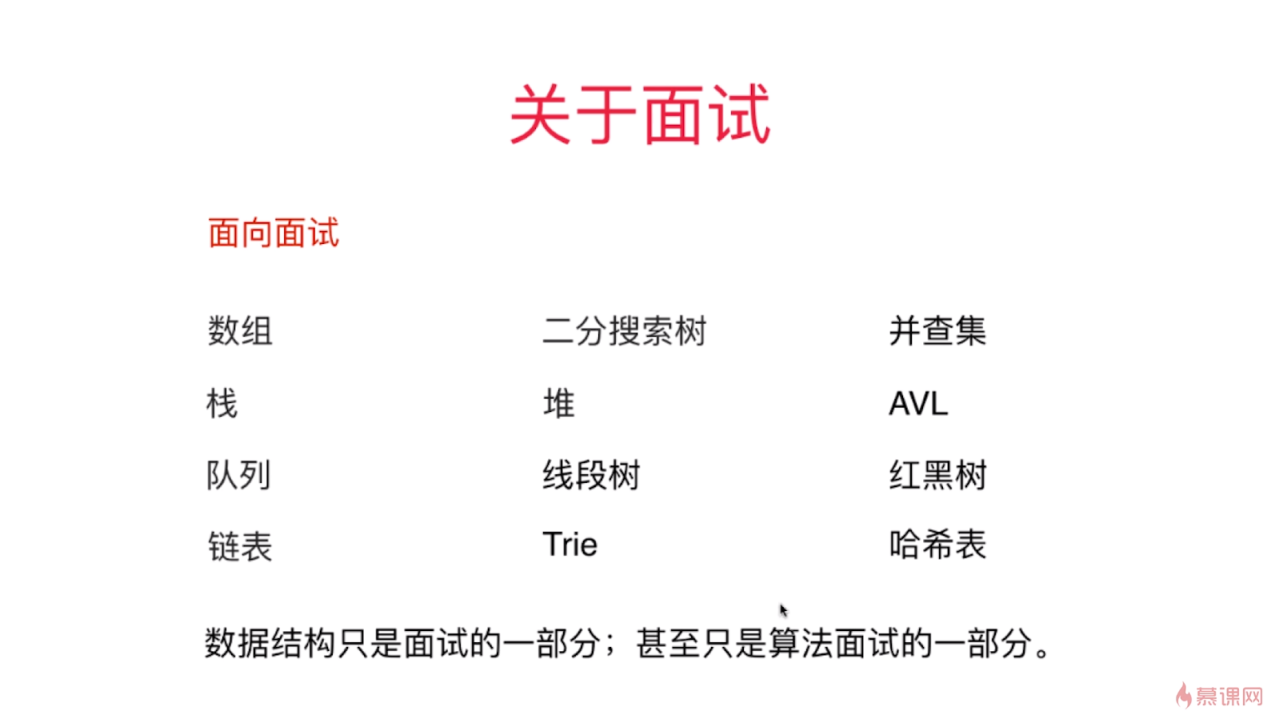 关于面试
面向面试
数组 二分搜索树 并查集
栈 堆 AVL
队列 线段树 红黑树
链表 Trie 哈希表
数据结构只是面试的一部分；甚至只是算法面试的一部分。
慕课网